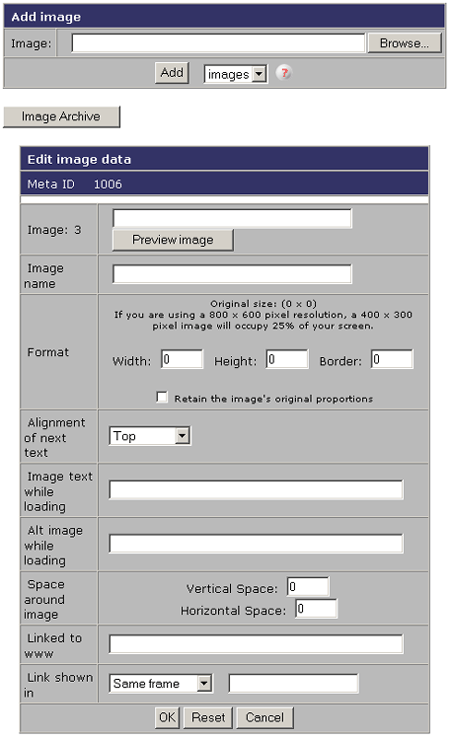 Add image
Image: Browse...
Add images ?
Image Archive
Edit image data
Meta ID 1006
Image: 3
Preview image
Image
name
Original size: (0 x 0)
If you are using a 800 x 600 pixel resolution, a 400 x 300
pixel image will occupy 25% of your screen.
Format
Width: 0 Height: 0 Border: 0
Retain the image's original proportions
Alignment
of next
text
Top
Image text
while
loading
Alt image
while
loading
Space
around
image
Vertical Space: 0
Horizontal Space: 0
Linked to
www
Link shown
in
Same frame
OK Reset Cancel